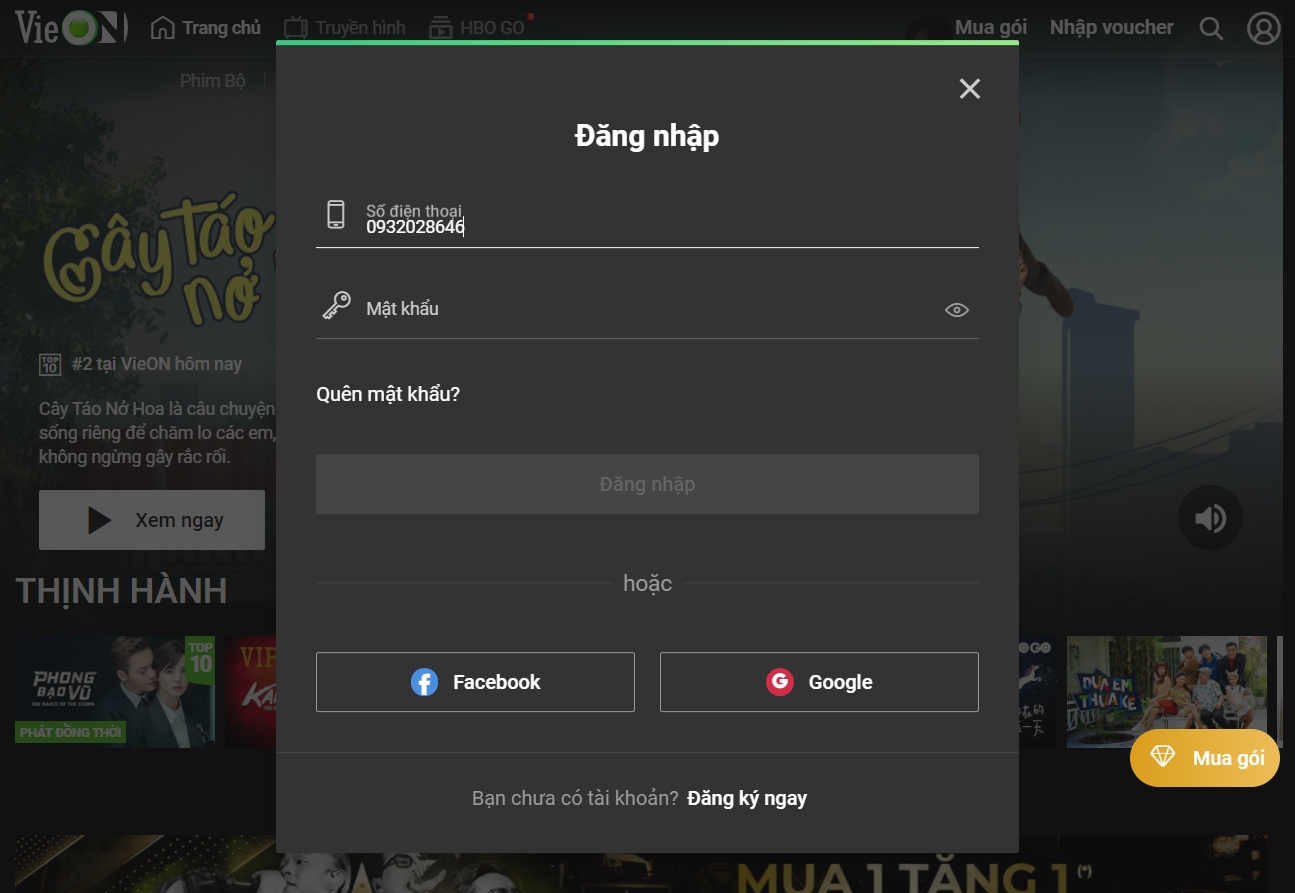 VieON
Trang chủ
Truyền hình
HBO GO
Mua gói
Nhập voucher
Phim Bộ
Đăng nhập
Số điện thoại
0932028646
Mật khẩu
Quên mật khẩu?
Đăng nhập
hoặc
Facebook
Google
Bạn chưa có tài khoản? Đăng ký ngay
Cây táo
nở
TOP
10
#2 tại VieON hôm nay
Cây Táo Nở Hoa là câu chuyện
sống riêng để chăm lo các em,
không ngừng gây rắc rối.
Xem ngay
THỊNH HÀNH
PHONG
BẠO VŨ
THE DANCE OF THE STORM
TOP
10
PHÁT ĐỒNG THỜI
VIP
DƯA EM
THUA KE
Mua gói
MUA 1 TẶNG 1 (*)